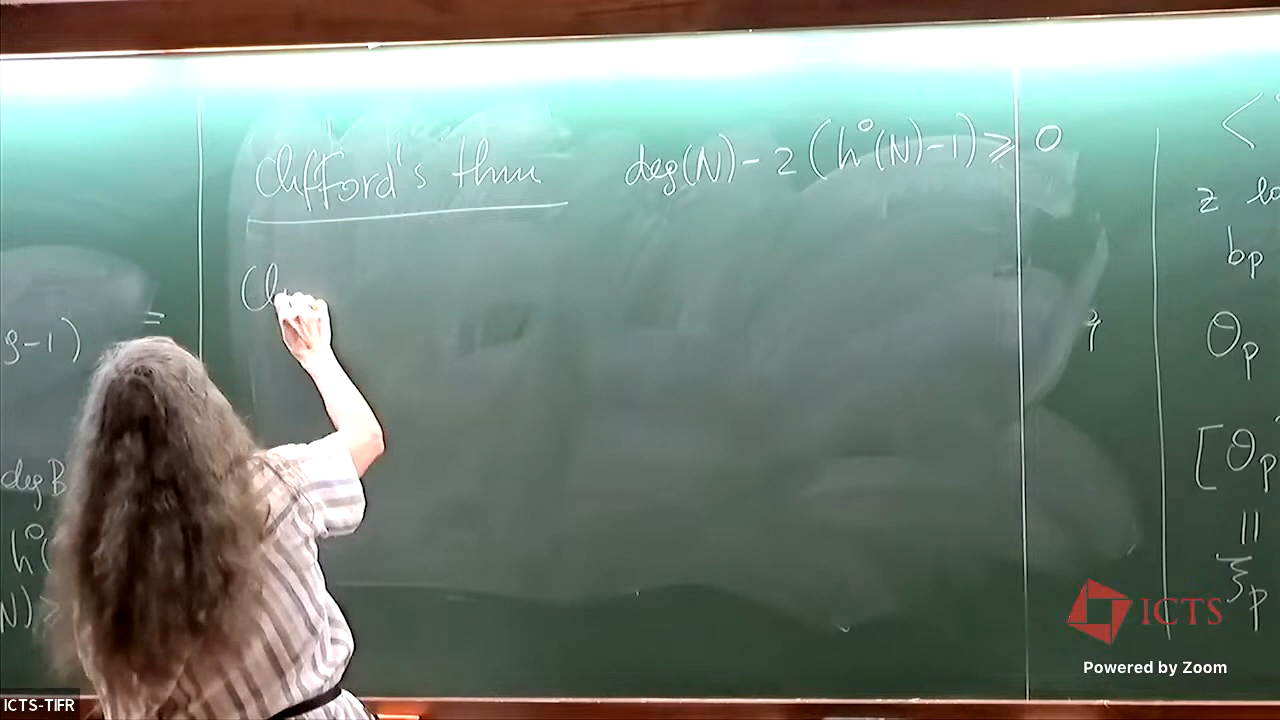 Clifford's thm deg(N) - 2 (h⁰(N)-1) ≥ 0
Cl
g-1) =
deg B
h⁰(
N) ≥
<
z lo
bp
θp
[θp
||
ξp
ICTS
Powered by Zoom
ICTS-TIFR